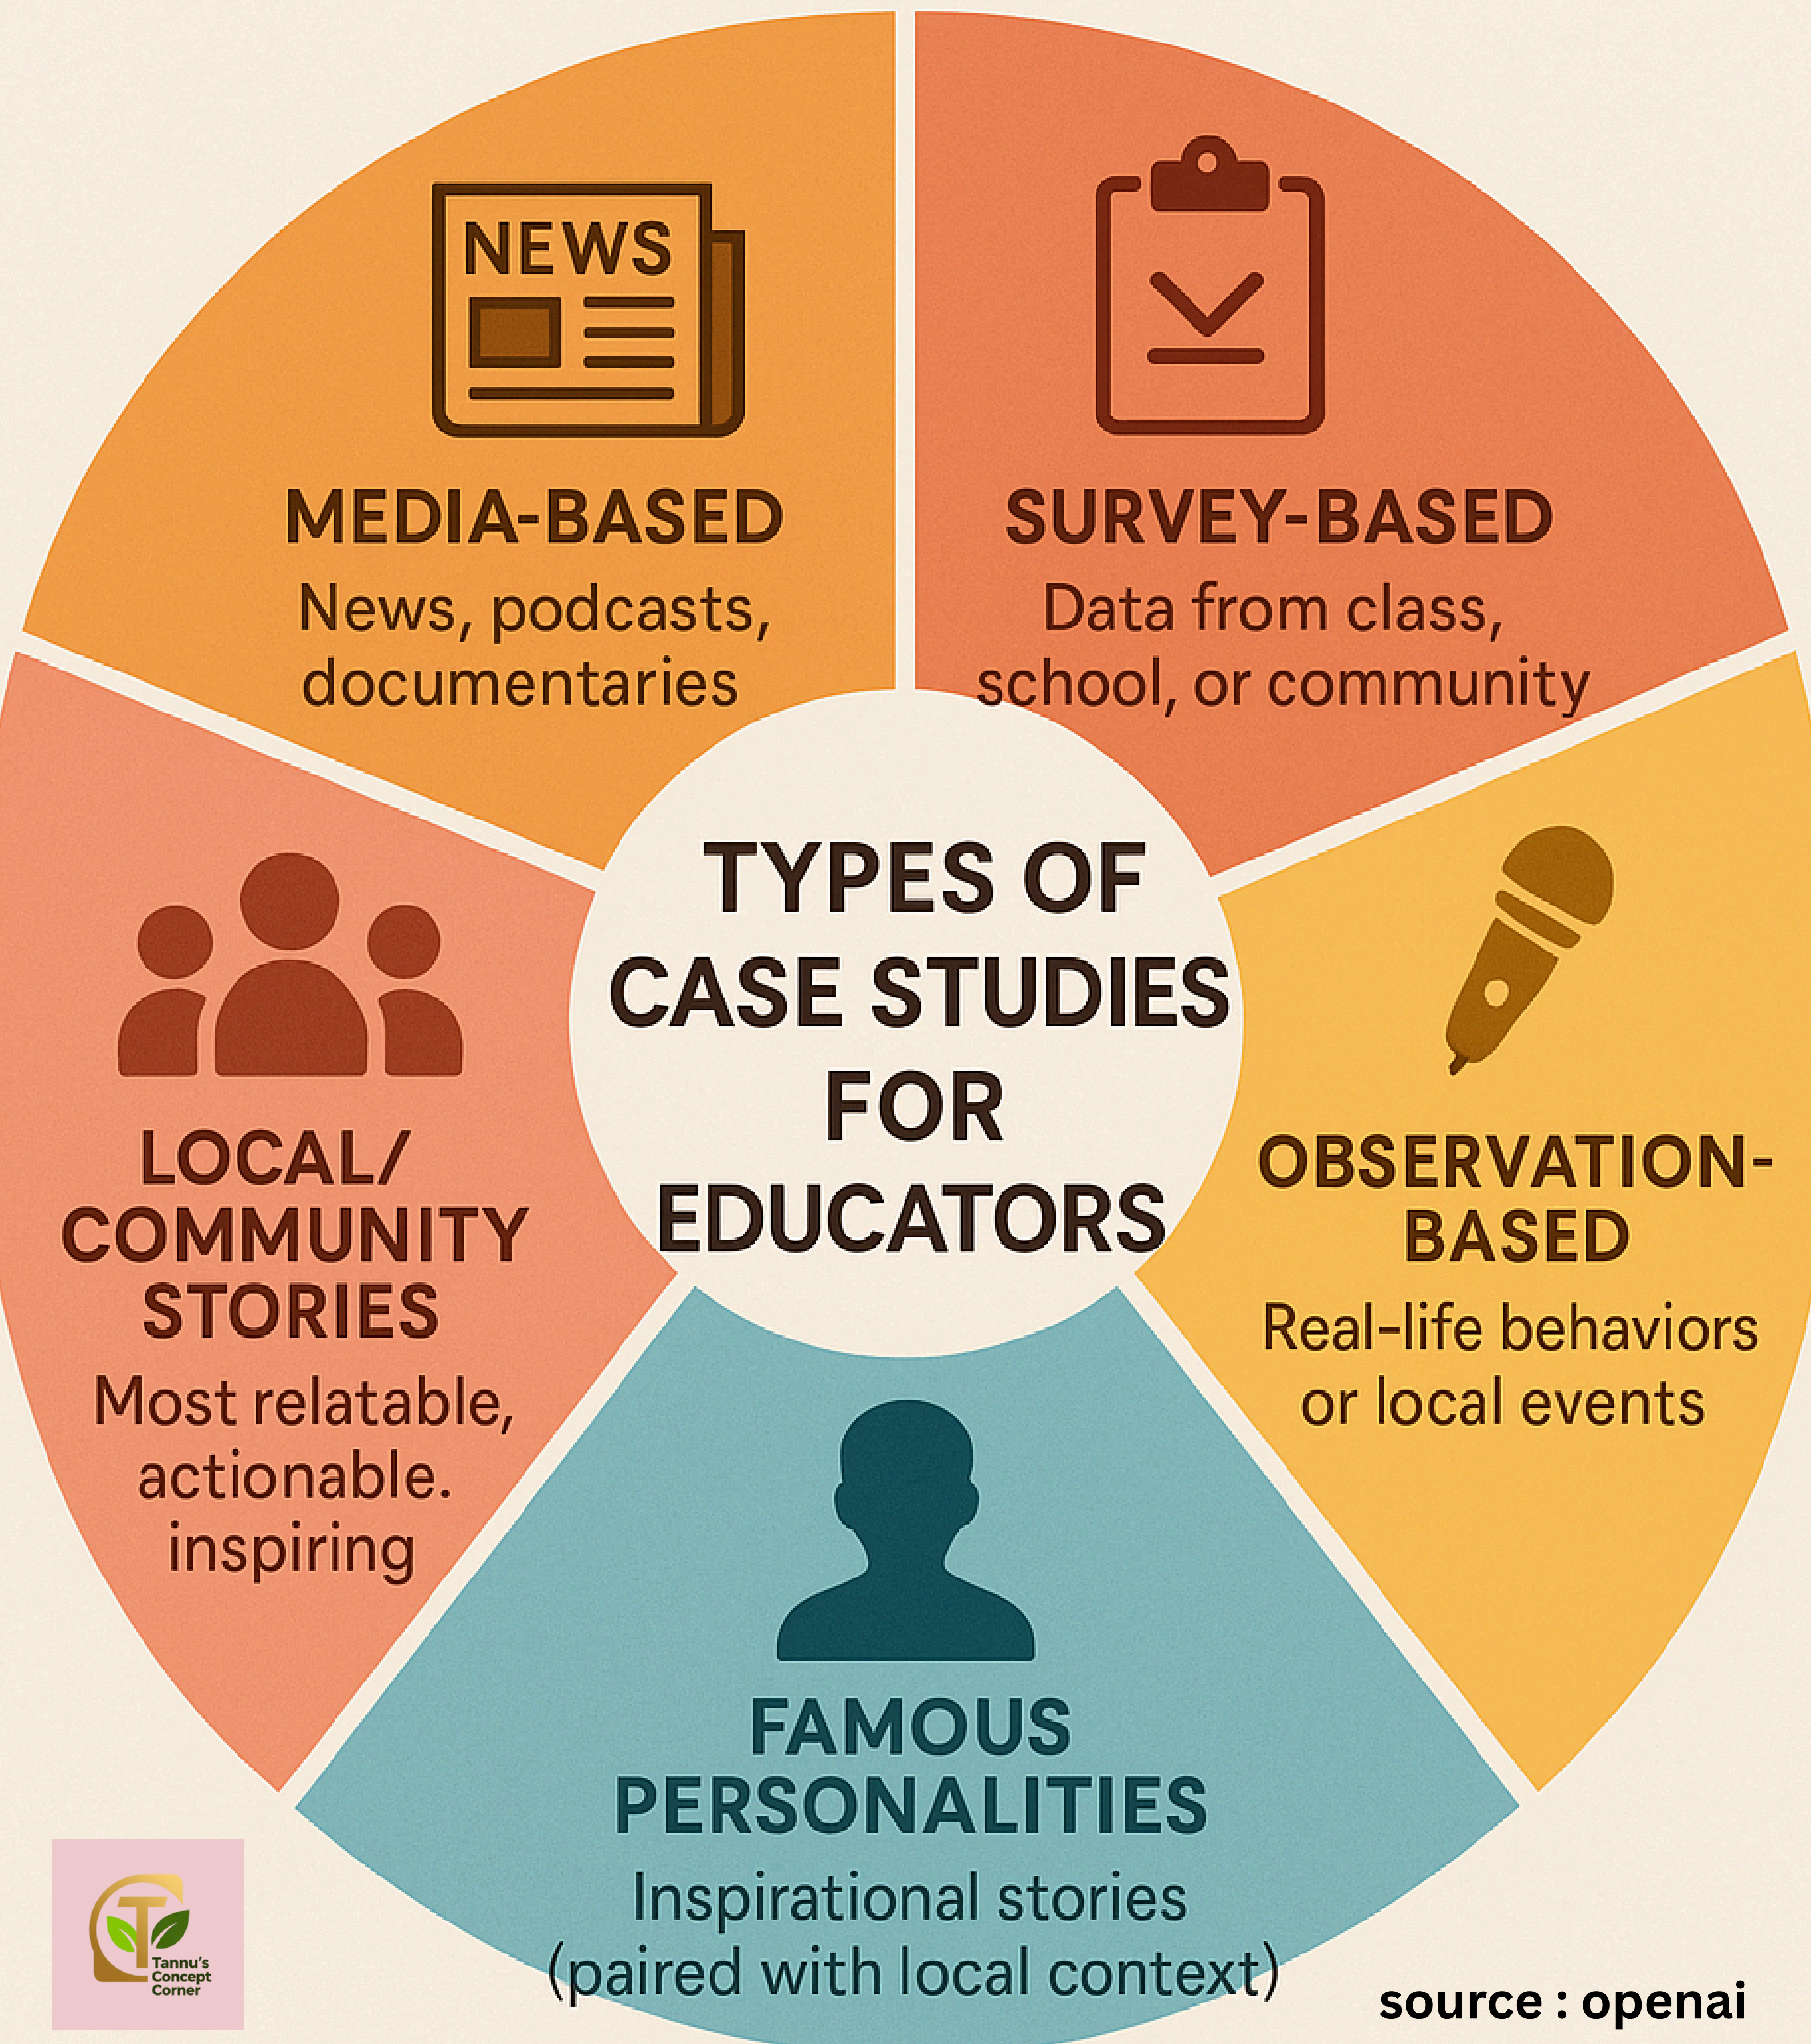 NEWS
MEDIA-BASED
News, podcasts,
documentaries
SURVEY-BASED
Data from class,
school, or community
TYPES OF
CASE STUDIES
FOR
EDUCATORS
LOCAL/
COMMUNITY
STORIES
Most relatable,
actionable.
inspiring
OBSERVATION-
BASED
Real-life behaviors
or local events
FAMOUS
PERSONALITIES
Inspirational stories
(paired with local context)
T
Tannu's
Concept
Corner
source : openai